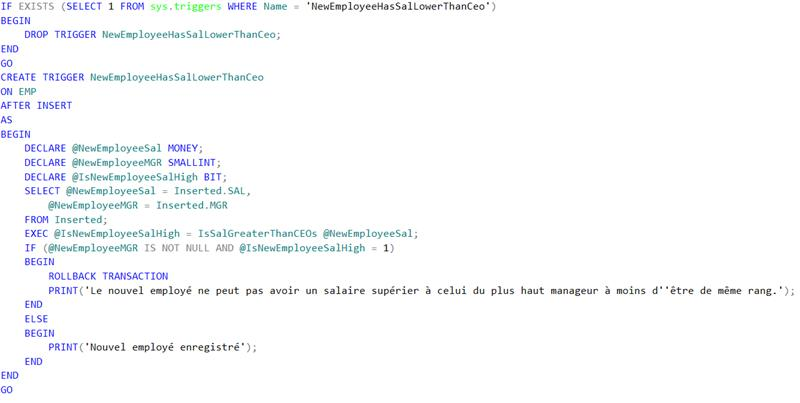 IF EXISTS (SELECT 1 FROM sys.triggers WHERE Name = 'NewEmployeeHasSalLowerThanCeo')
BEGIN
    DROP TRIGGER NewEmployeeHasSalLowerThanCeo;
END
GO
CREATE TRIGGER NewEmployeeHasSalLowerThanCeo
ON EMP
AFTER INSERT
AS
BEGIN
    DECLARE @NewEmployeeSal MONEY;
    DECLARE @NewEmployeeMGR SMALLINT;
    DECLARE @IsNewEmployeeSalHigh BIT;
    SELECT @NewEmployeeSal = Inserted.SAL,
        @NewEmployeeMGR = Inserted.MGR
    FROM Inserted;
    EXEC @IsNewEmployeeSalHigh = IsSalGreaterThanCEOs @NewEmployeeSal;
    IF (@NewEmployeeMGR IS NOT NULL AND @IsNewEmployeeSalHigh = 1)
    BEGIN
        ROLLBACK TRANSACTION
        PRINT('Le nouvel employé ne peut pas avoir un salaire supérier à celui du plus haut manageur à moins d''être de même rang.');
    END
    ELSE
    BEGIN
        PRINT('Nouvel employé enregistré');
    END
END
GO